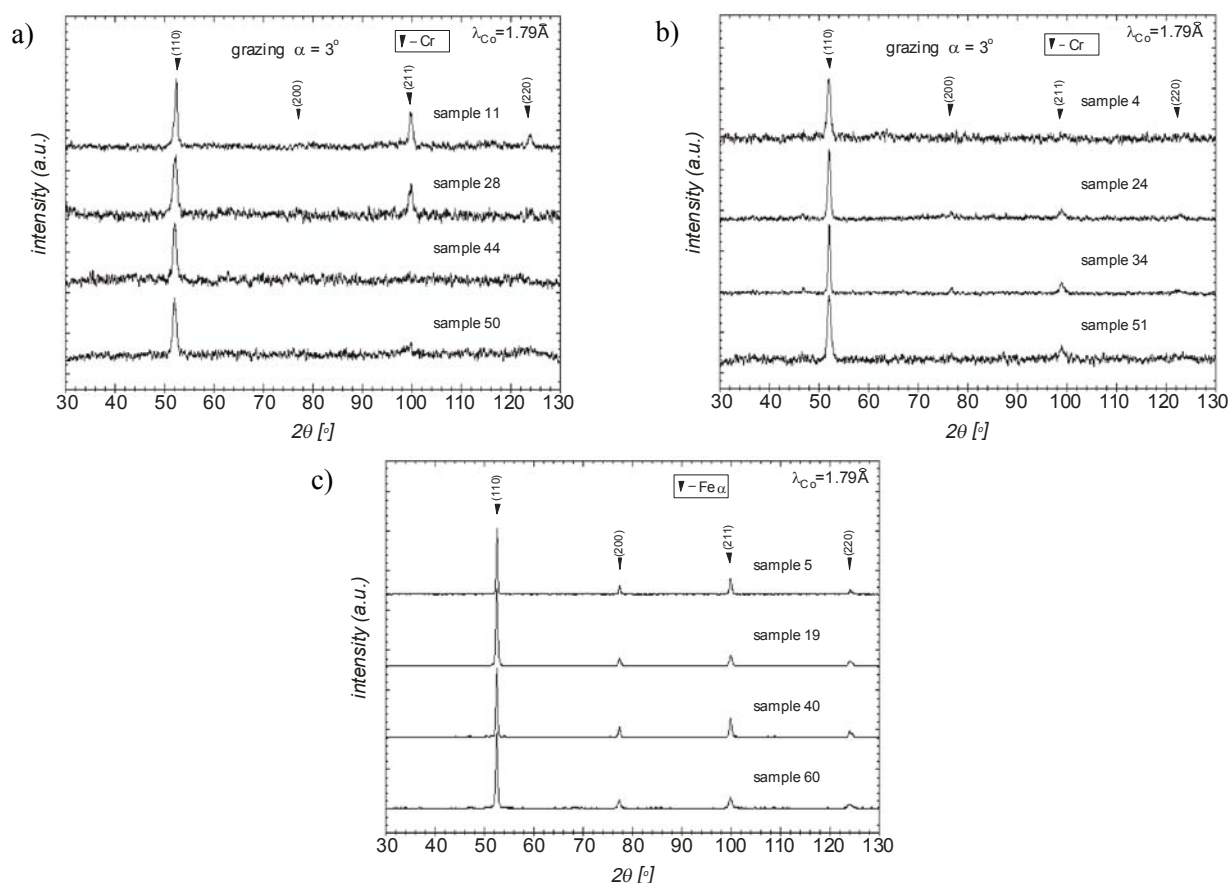 a)
grazing α = 3°
▼ – Cr
λCo=1.79Å
(110)
(200)
(211)
(220)
sample 11
sample 28
sample 44
sample 50
intensity (a.u.)
30 40 50 60 70 80 90 100 110 120 130
2θ [°]
b)
grazing α = 3°
▼ – Cr
λCo=1.79Å
(110)
(200)
(211)
(220)
sample 4
sample 24
sample 34
sample 51
intensity (a.u.)
30 40 50 60 70 80 90 100 110 120 130
2θ [°]
c)
▼ – Fe α
λCo=1.79Å
(110)
(200)
(211)
(220)
sample 5
sample 19
sample 40
sample 60
intensity (a.u.)
30 40 50 60 70 80 90 100 110 120 130
2θ [°]